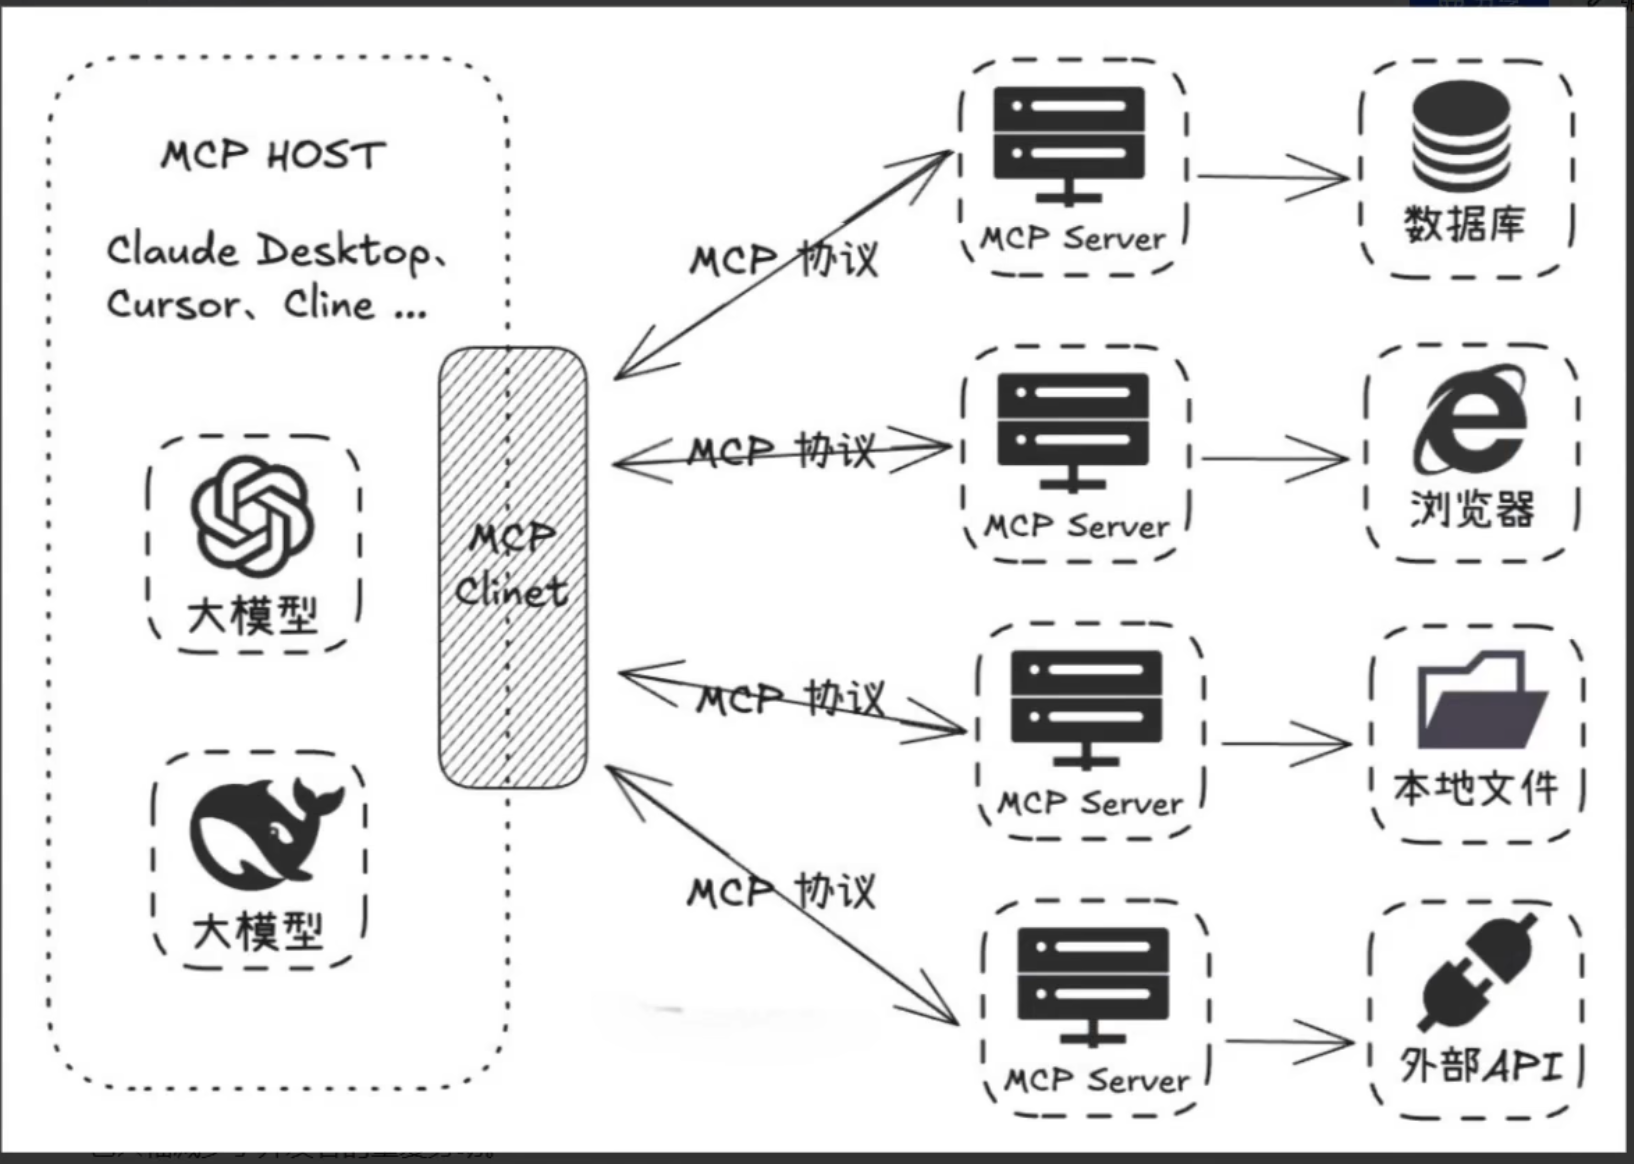 MCP HOST
Claude Desktop、
Cursor、Cline ...
大模型
大模型
MCP
Clinet
MCP 协议
MCP 协议
MCP 协议
MCP 协议
MCP Server
数据库
MCP Server
浏览器
MCP Server
本地文件
MCP Server
外部API